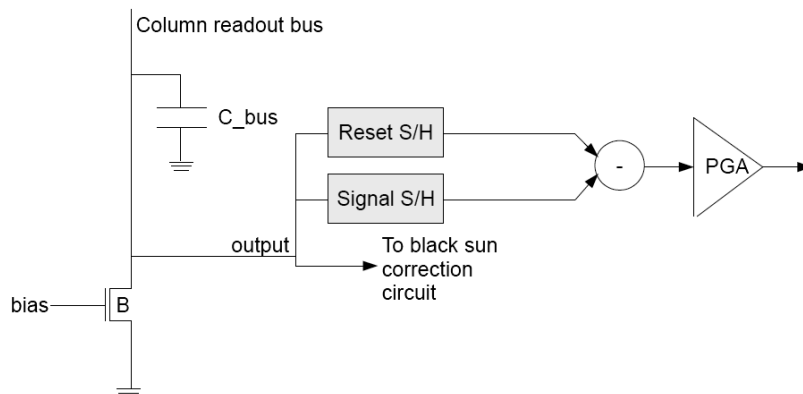 Column readout bus
C_bus
Reset S/H
Signal S/H
-
PGA
output
To black sun
correction
circuit
bias
B